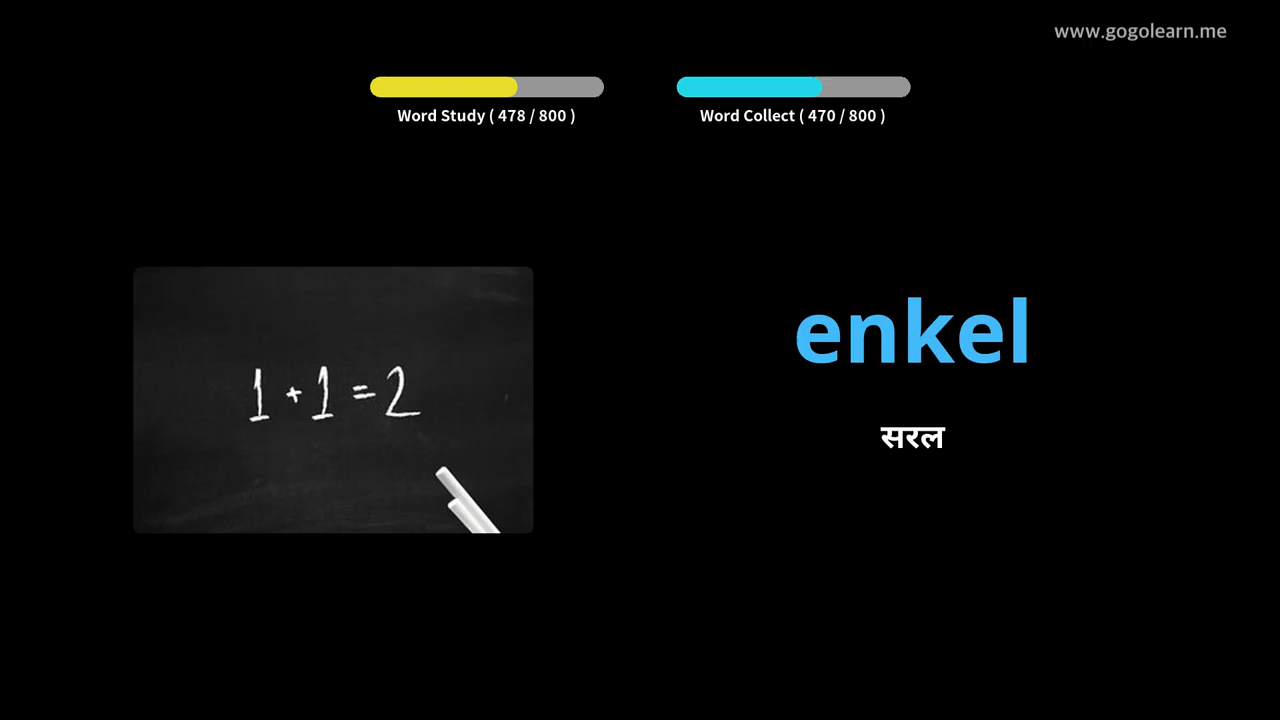 www.gogolearn.me
Word Study ( 478 / 800 )
Word Collect ( 470 / 800 )
1 + 1 = 2
enkel
सरल